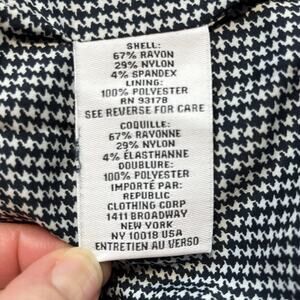 SHELL:
67% RAYON
29% NYLON
4% SPANDEX
LINING:
100% POLYESTER
RN 93178
SEE REVERSE FOR CARE
COQUILLE:
67% RAYONNE
29% NYLON
4% ÉLASTHANNE
DOUBLURE:
100% POLYESTER
IMPORTÉ PAR:
REPUBLIC
CLOTHING CORP
1411 BROADWAY
NEW YORK
NY 10018 USA
ENTRETIEN AU VERSO